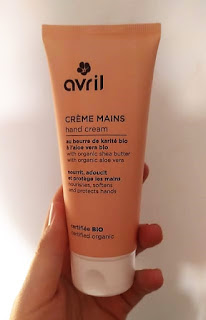 avril
CRÈME MAINS
hand cream
au beurre de karité bio
à l'aloe vera bio
with organic shea butter
with organic aloe vera
nourrit, adoucit
et protège les mains
nourishes, softens
and protects hands
certifiée BIO
certified organic